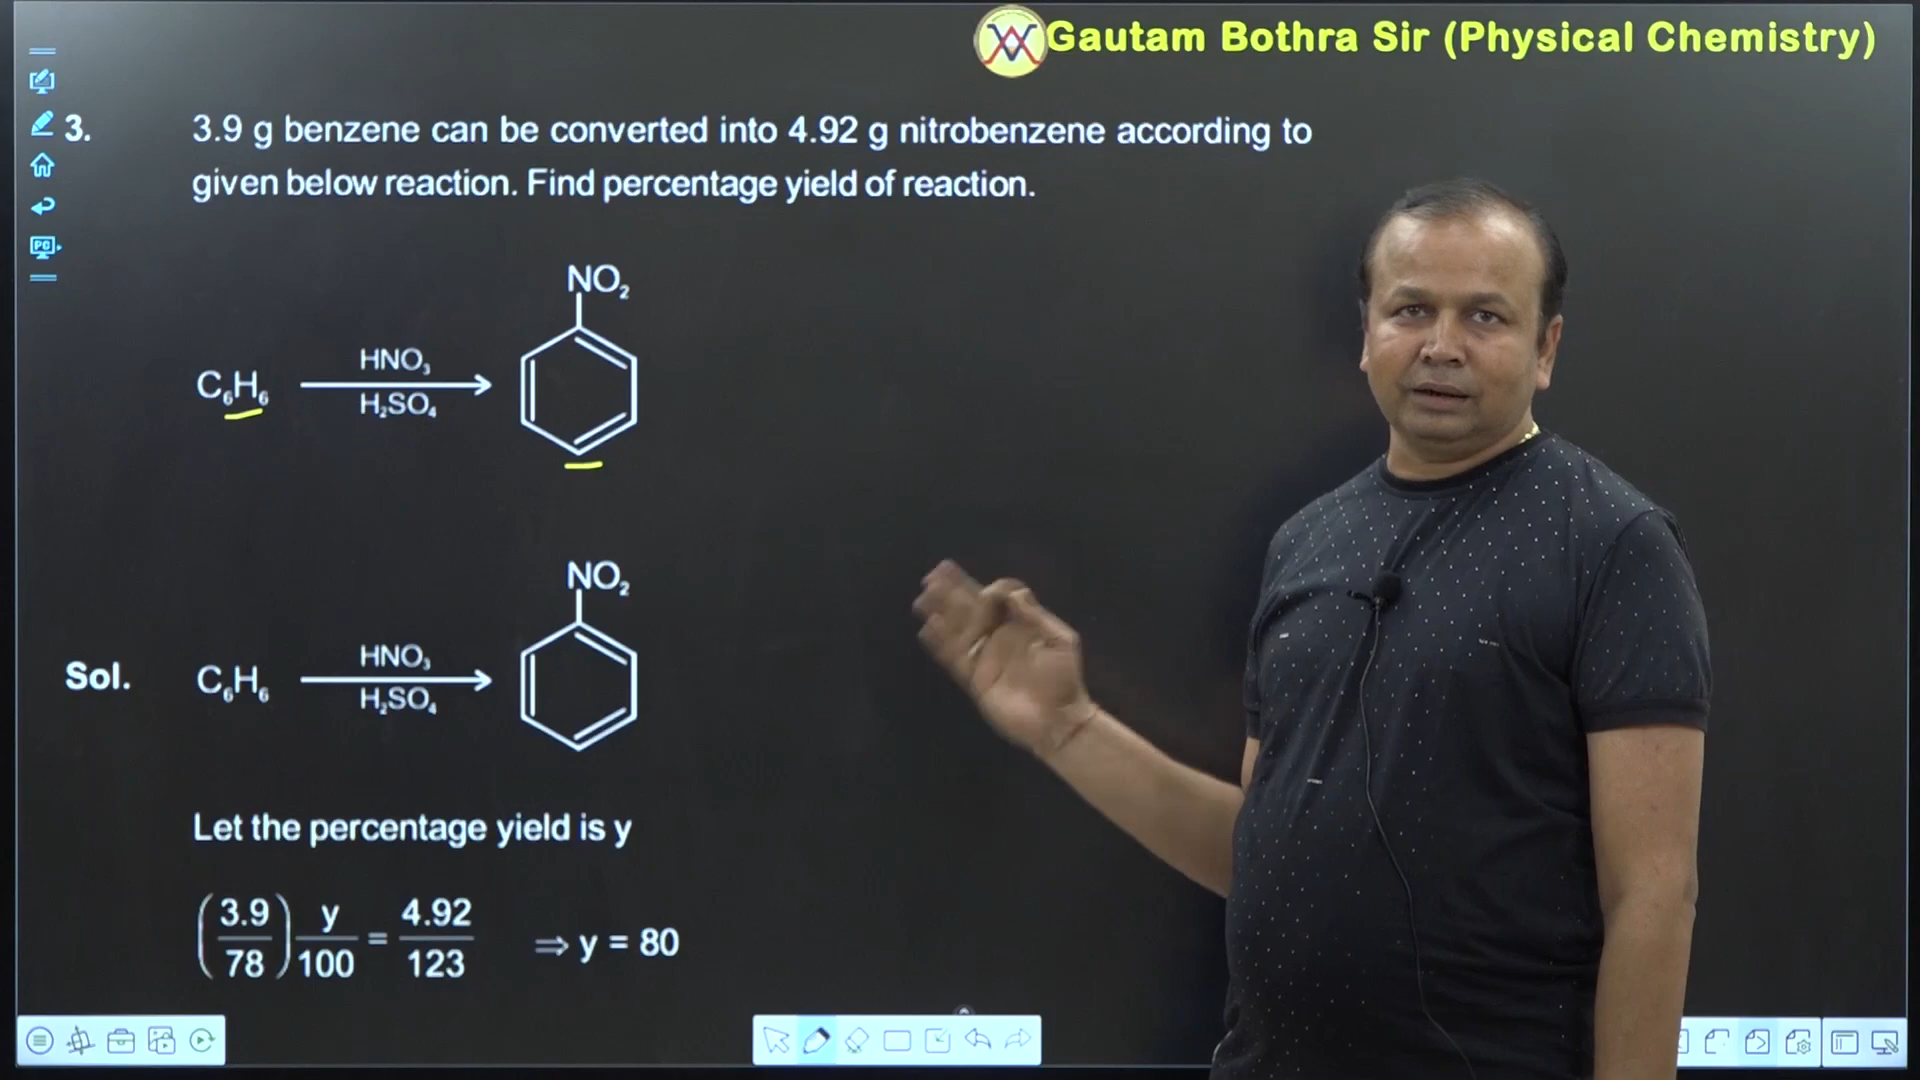 Gautam Bothra Sir (Physical Chemistry)
3. 3.9 g benzene can be converted into 4.92 g nitrobenzene according to
given below reaction. Find percentage yield of reaction.
NO₂
C₆H₆ HNO₃
H₂SO₄
NO₂
Sol. C₆H₆ HNO₃
H₂SO₄
Let the percentage yield is y
(3.9/78) y/100 = 4.92/123 ⇒ y = 80